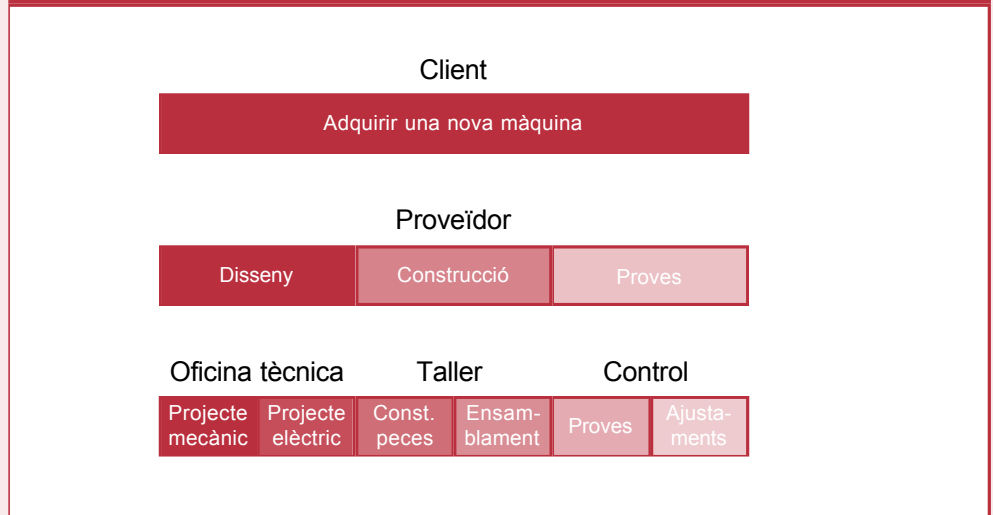 Client
Adquirir una nova màquina
Proveïdor
Disseny
Construcció
Proves
Oficina tècnica
Taller
Control
Projecte
mecànic
Projecte
elèctric
Const.
peces
Ensam-
blament
Proves
Ajusta-
ments